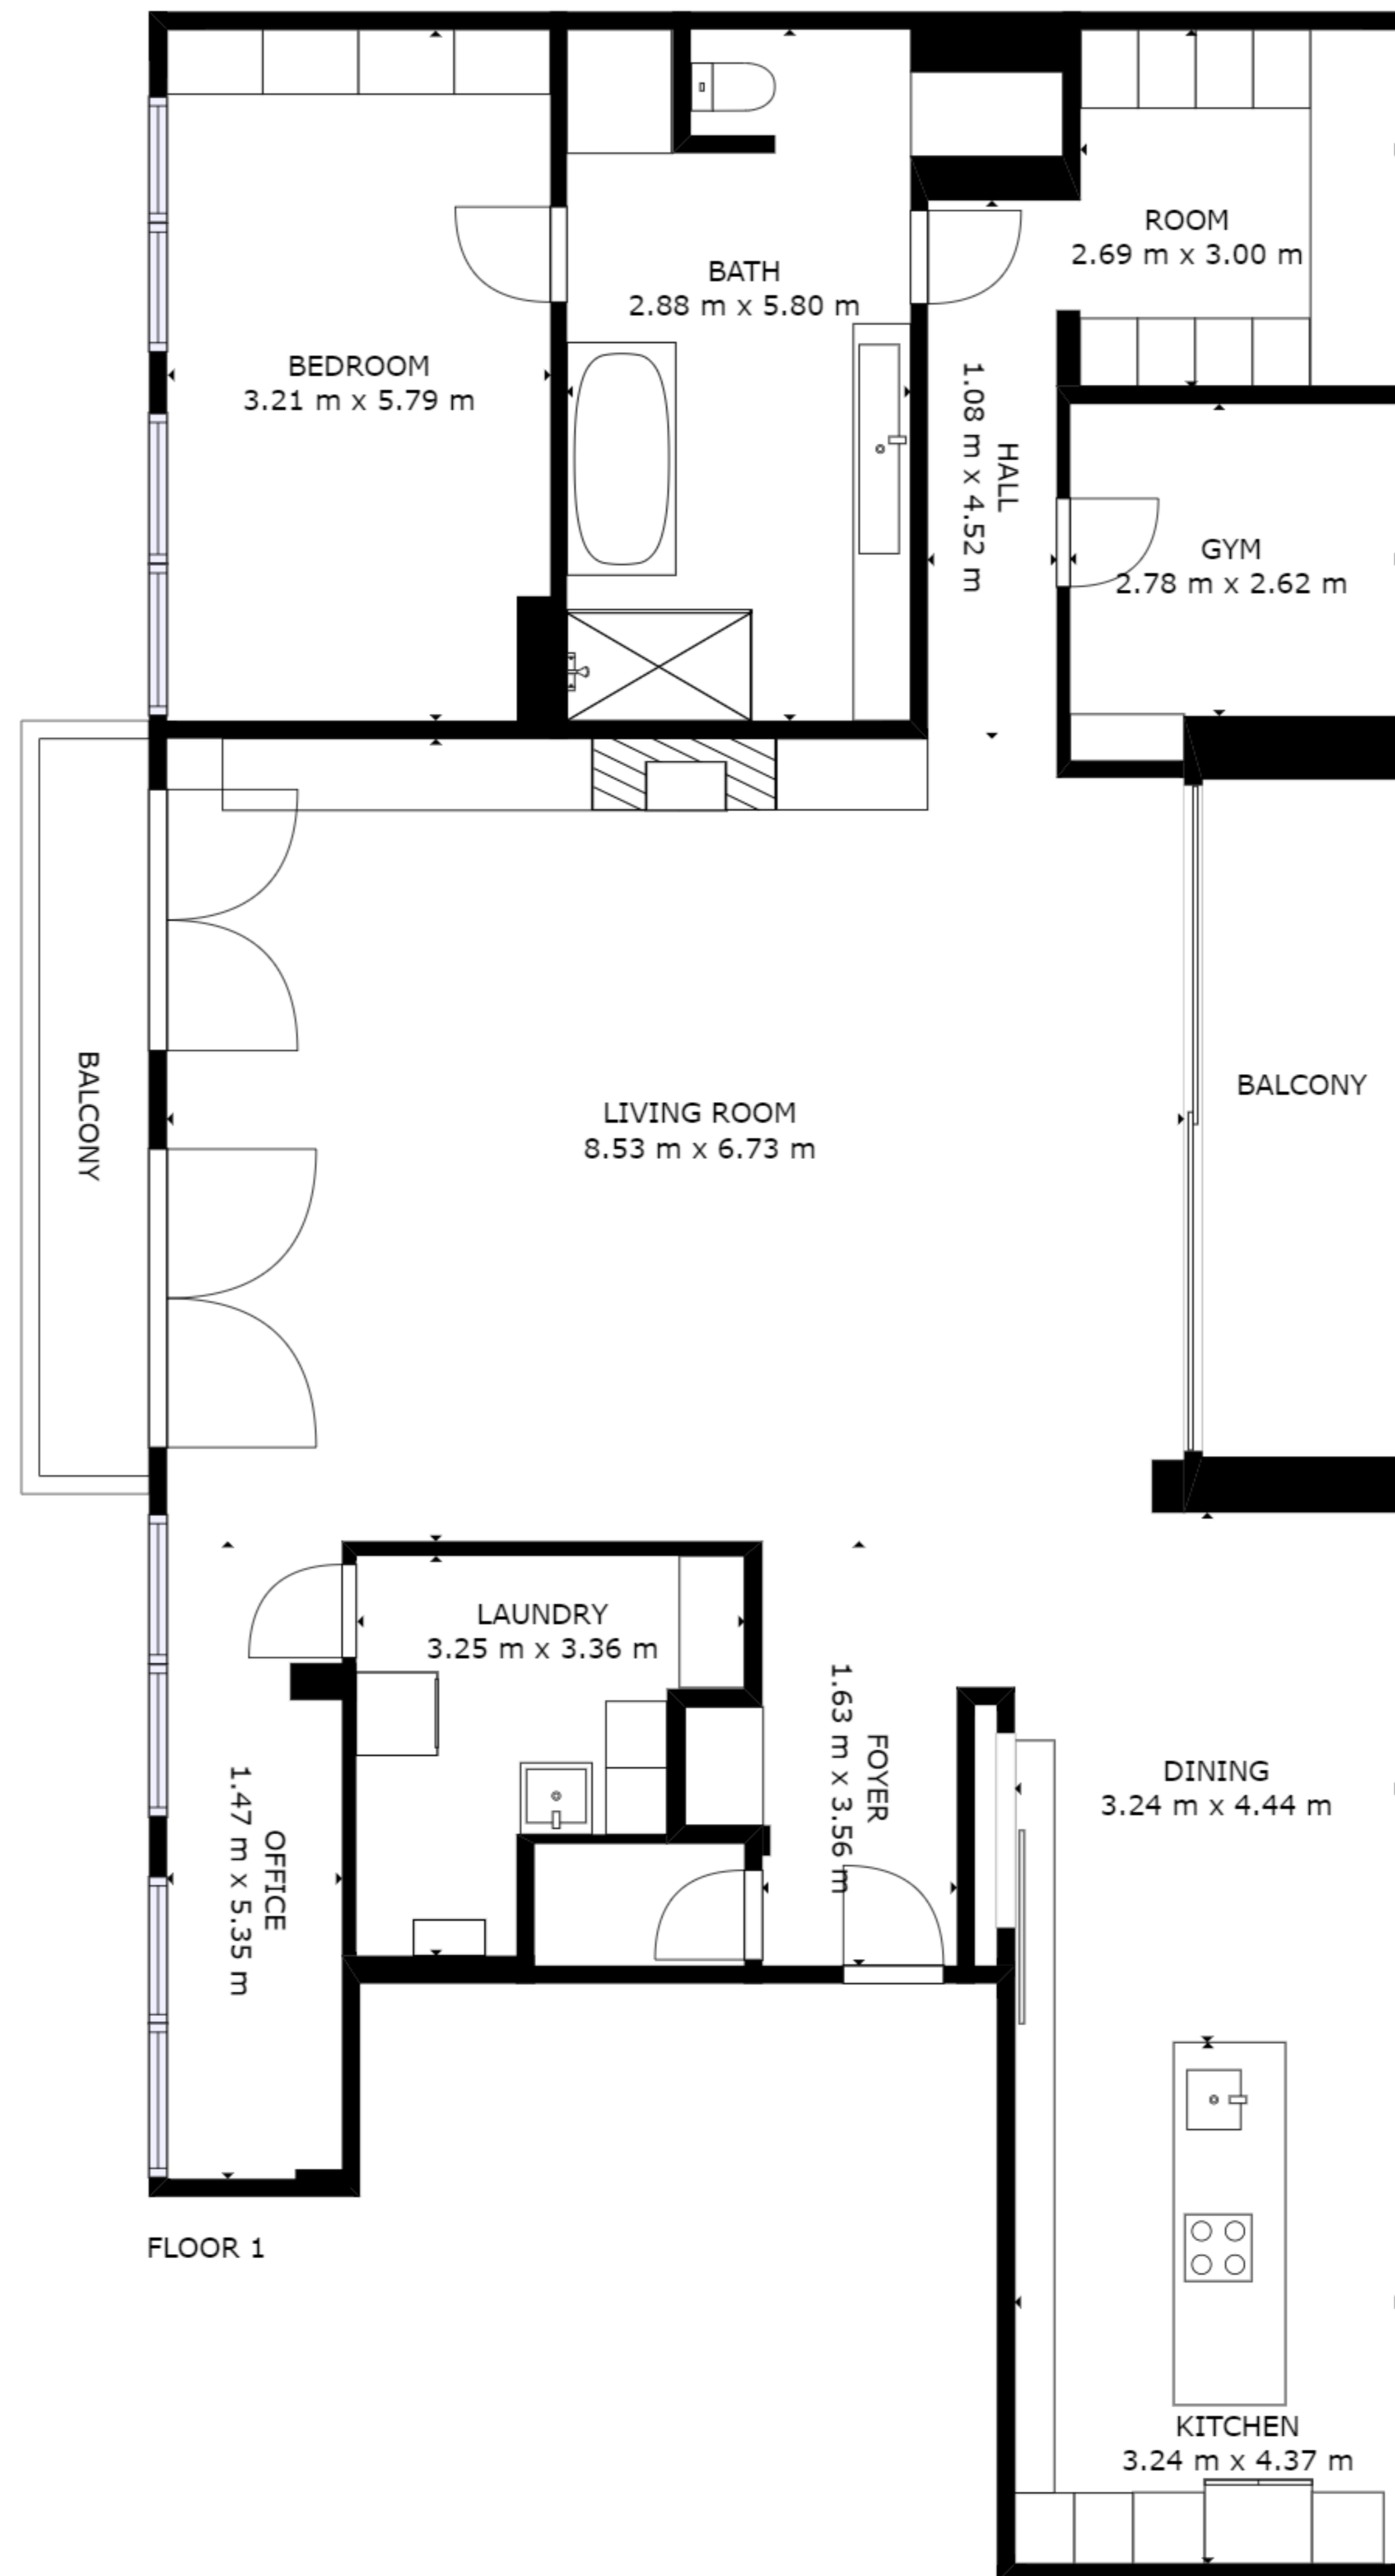 ROOM
2.69 m x 3.00 m
BATH
2.88 m x 5.80 m
BEDROOM
3.21 m x 5.79 m
HALL
1.08 m x 4.52 m
GYM
2.78 m x 2.62 m
BALCONY
LIVING ROOM
8.53 m x 6.73 m
BALCONY
LAUNDRY
3.25 m x 3.36 m
FOYER
1.63 m x 3.56 m
DINING
3.24 m x 4.44 m
OFFICE
1.47 m x 5.35 m
FLOOR 1
KITCHEN
3.24 m x 4.37 m